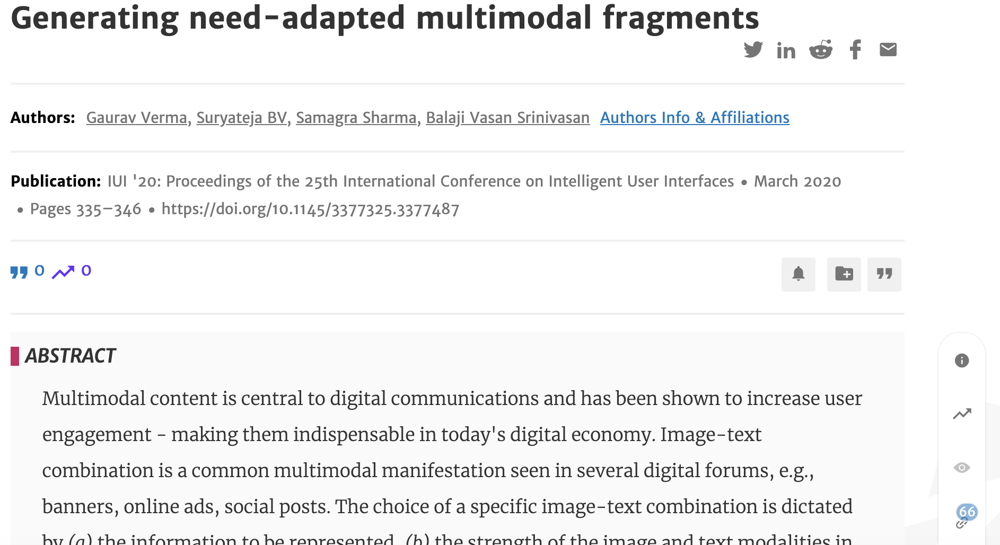 Generating need-adapted multimodal fragments
Authors: Gaurav Verma, Suryateja BV, Samagra Sharma, Balaji Vasan Srinivasan Authors Info & Affiliations
Publication: IUI '20: Proceedings of the 25th International Conference on Intelligent User Interfaces • March 2020
• Pages 335–346 • https://doi.org/10.1145/3377325.3377487
0 0
ABSTRACT
Multimodal content is central to digital communications and has been shown to increase user
engagement - making them indispensable in today's digital economy. Image-text
combination is a common multimodal manifestation seen in several digital forums, e.g.,
banners, online ads, social posts. The choice of a specific image-text combination is dictated
66
by (a) the information to be represented, (b) the strength of the image and text modalities in